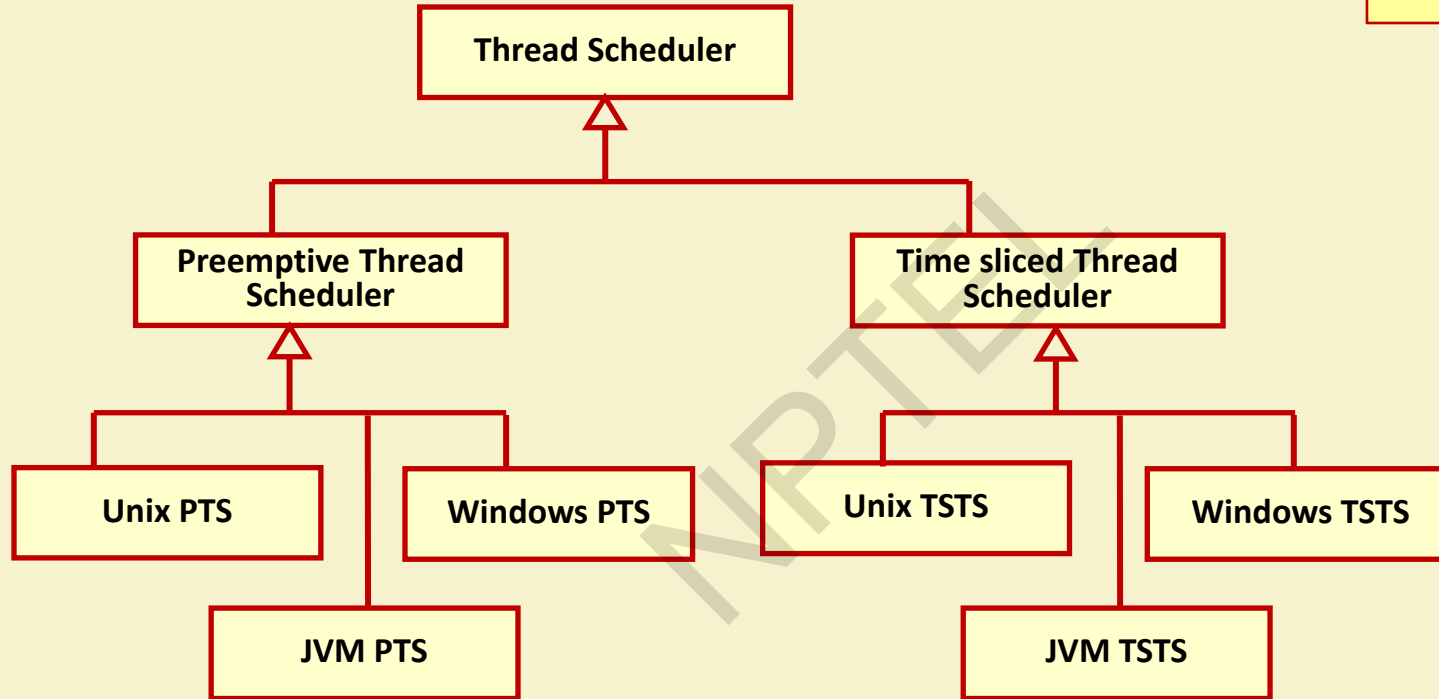 Thread Scheduler
Preemptive Thread
Scheduler
Time sliced Thread
Scheduler
Unix PTS
Windows PTS
Unix TSTS
Windows TSTS
JVM PTS
JVM TSTS
NPTEL